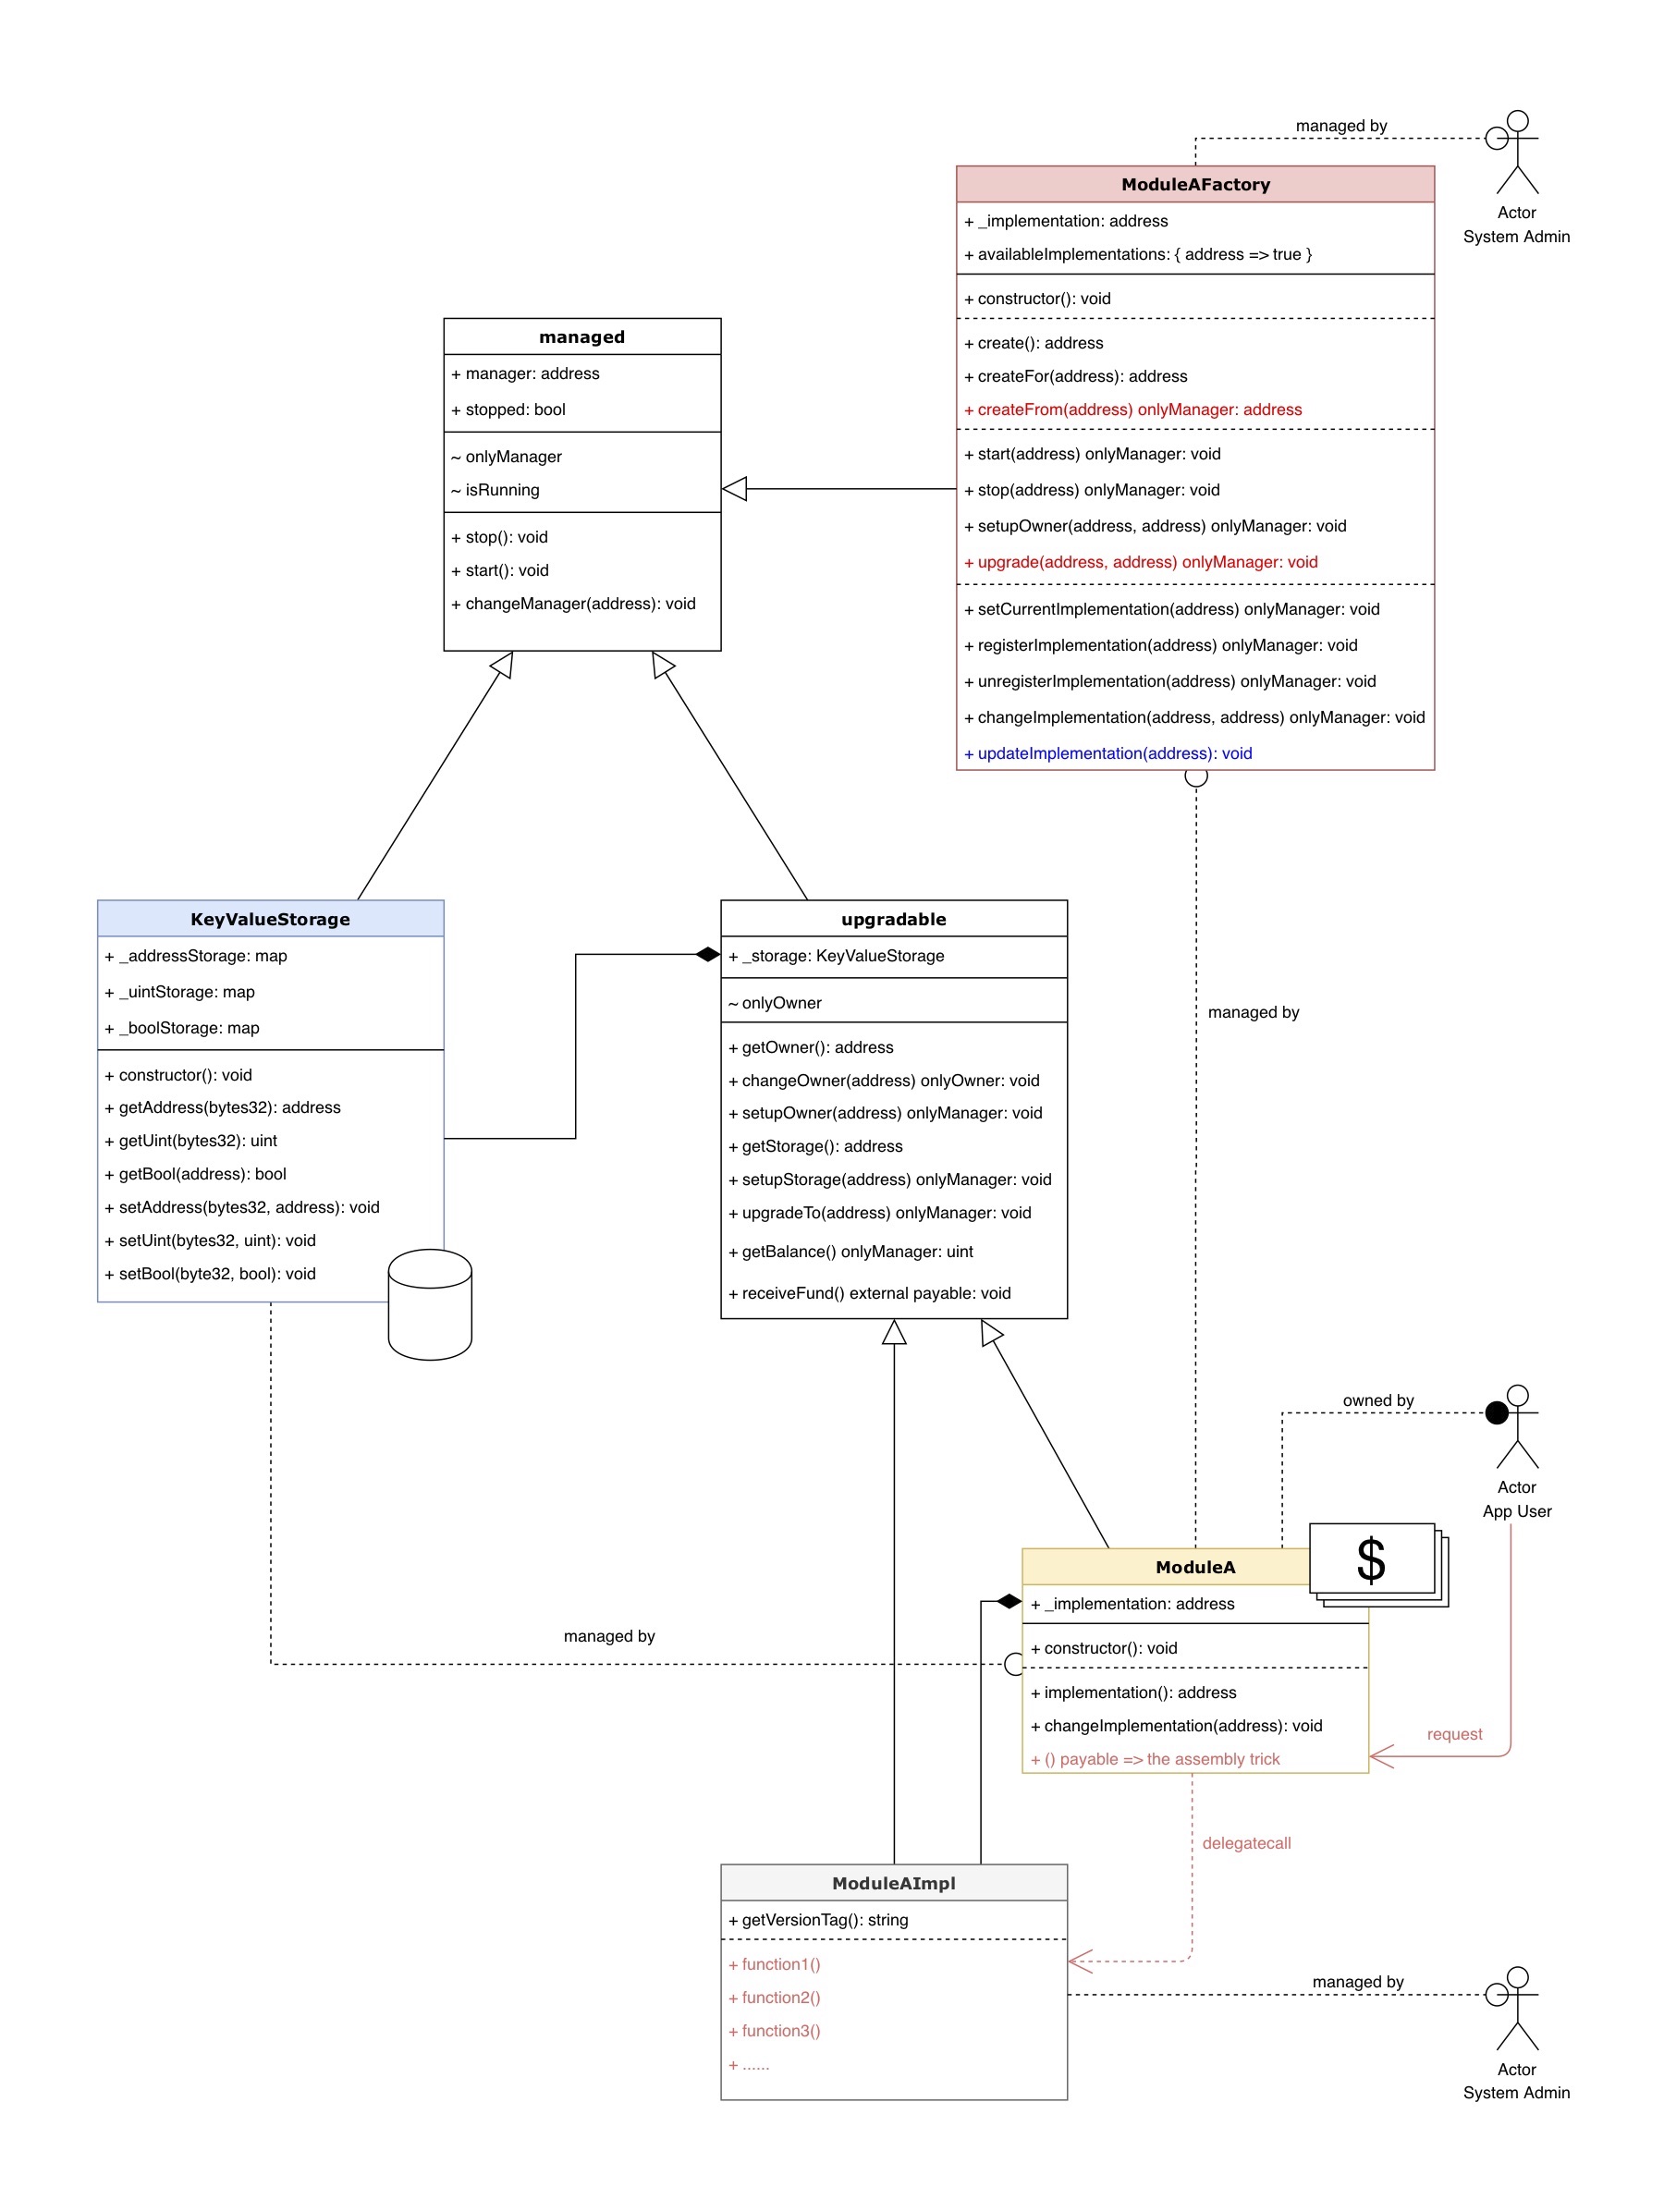 managed by
Actor
System Admin
ModuleAFactory
+ _implementation: address
+ availableImplementations: { address => true }
+ constructor(): void
+ create(): address
+ createFor(address): address
+ createFrom(address) onlyManager: address
+ start(address) onlyManager: void
+ stop(address) onlyManager: void
+ setupOwner(address, address) onlyManager: void
+ upgrade(address, address) onlyManager: void
+ setCurrentImplementation(address) onlyManager: void
+ registerImplementation(address) onlyManager: void
+ unregisterImplementation(address) onlyManager: void
+ changeImplementation(address, address) onlyManager: void
+ updateImplementation(address): void
managed
+ manager: address
+ stopped: bool
~ onlyManager
~ isRunning
+ stop(): void
+ start(): void
+ changeManager(address): void
KeyValueStorage
+ _addressStorage: map
+ _uintStorage: map
+ _boolStorage: map
+ constructor(): void
+ getAddress(bytes32): address
+ getUint(bytes32): uint
+ getBool(address): bool
+ setAddress(bytes32, address): void
+ setUint(bytes32, uint): void
+ setBool(byte32, bool): void
upgradable
+ _storage: KeyValueStorage
~ onlyOwner
+ getOwner(): address
+ changeOwner(address) onlyOwner: void
+ setupOwner(address) onlyManager: void
+ getStorage(): address
+ setupStorage(address) onlyManager: void
+ upgradeTo(address) onlyManager: void
+ getBalance() onlyManager: uint
+ receiveFund() external payable: void
managed by
owned by
Actor
App User
$
ModuleA
+ _implementation: address
+ constructor(): void
+ implementation(): address
+ changeImplementation(address): void
+ () payable => the assembly trick
managed by
request
delegatecall
ModuleAImpl
+ getVersionTag(): string
+ function1()
+ function2()
+ function3()
+ ......
managed by
Actor
System Admin